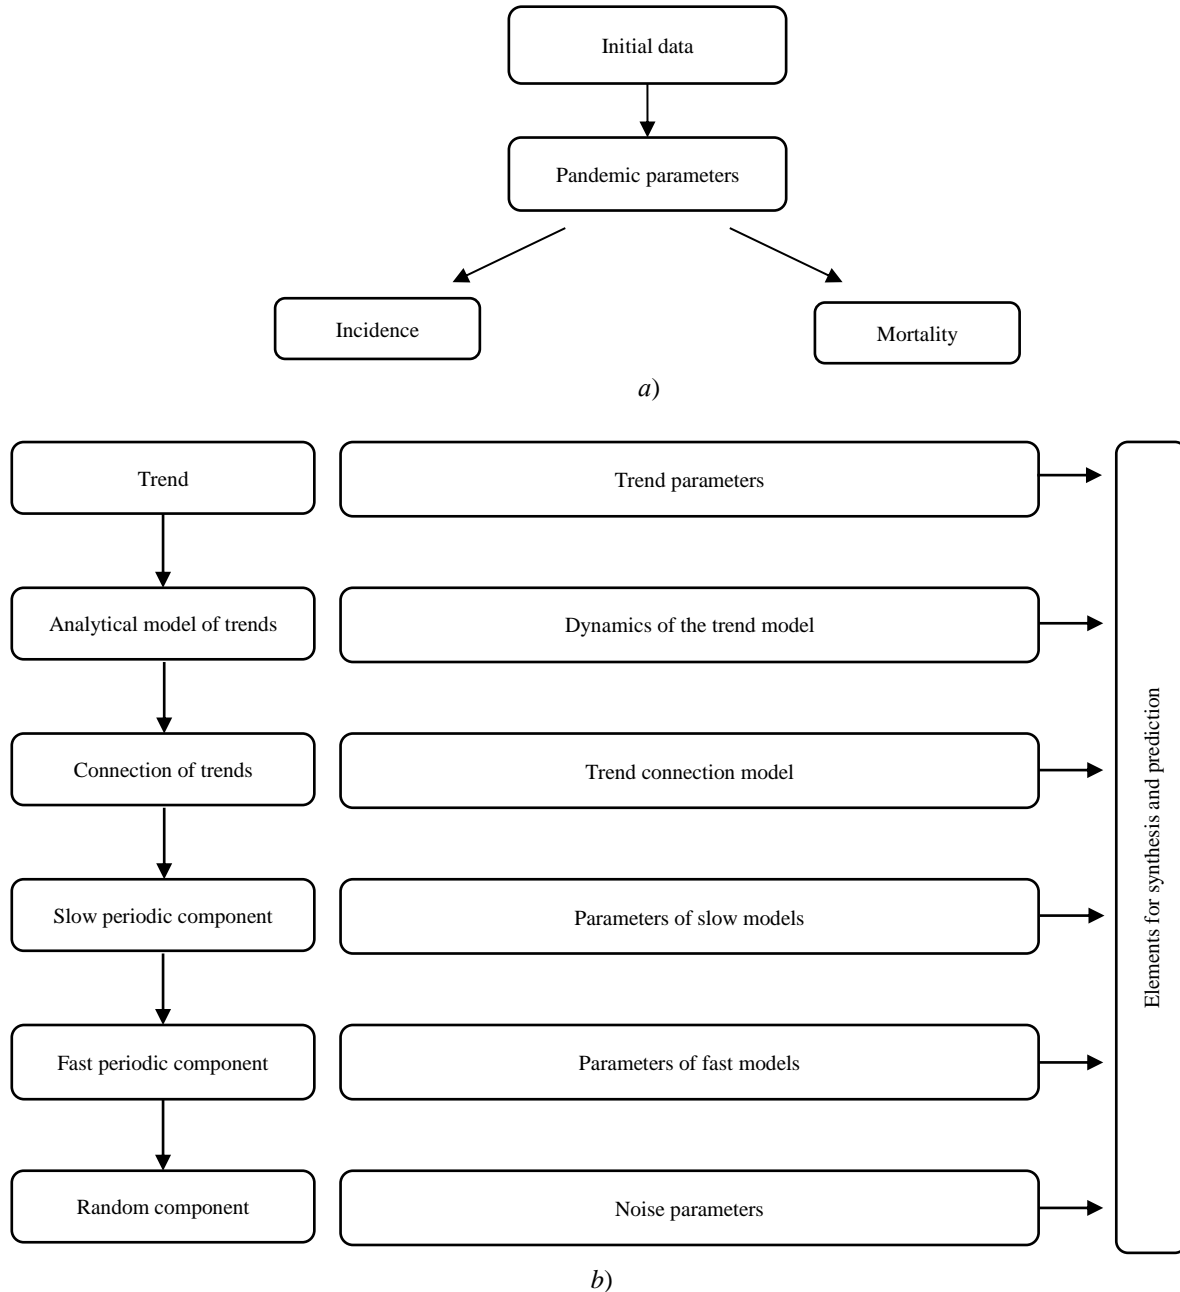 Initial data
Pandemic parameters
Incidence
Mortality
a)
Trend
Trend parameters
Analytical model of trends
Dynamics of the trend model
Connection of trends
Trend connection model
Slow periodic component
Parameters of slow models
Fast periodic component
Parameters of fast models
Random component
Noise parameters
Elements for synthesis and prediction
b)